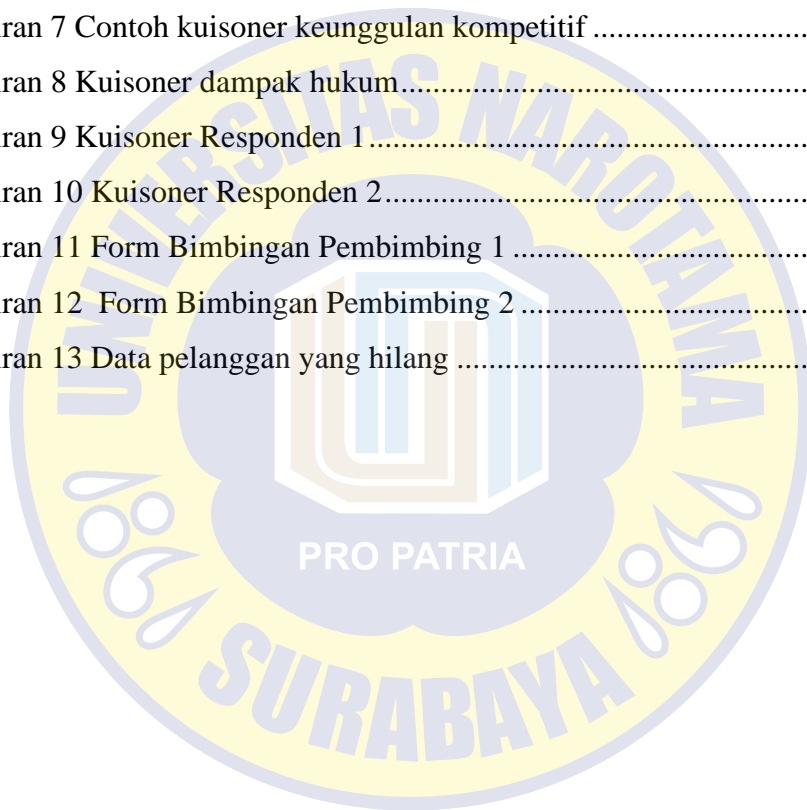 ran 7 Contoh kuisoner keunggulan kompetitif ............................
ran 8 Kuisoner dampak hukum....................................................
ran 9 Kuisoner Responden 1........................................................
ran 10 Kuisoner Responden 2......................................................
ran 11 Form Bimbingan Pembimbing 1 ......................................
ran 12  Form Bimbingan Pembimbing 2 .....................................
ran 13 Data pelanggan yang hilang .............................................
UNIVERSITAS NAROTAMA
PRO PATRIA
SURABAYA